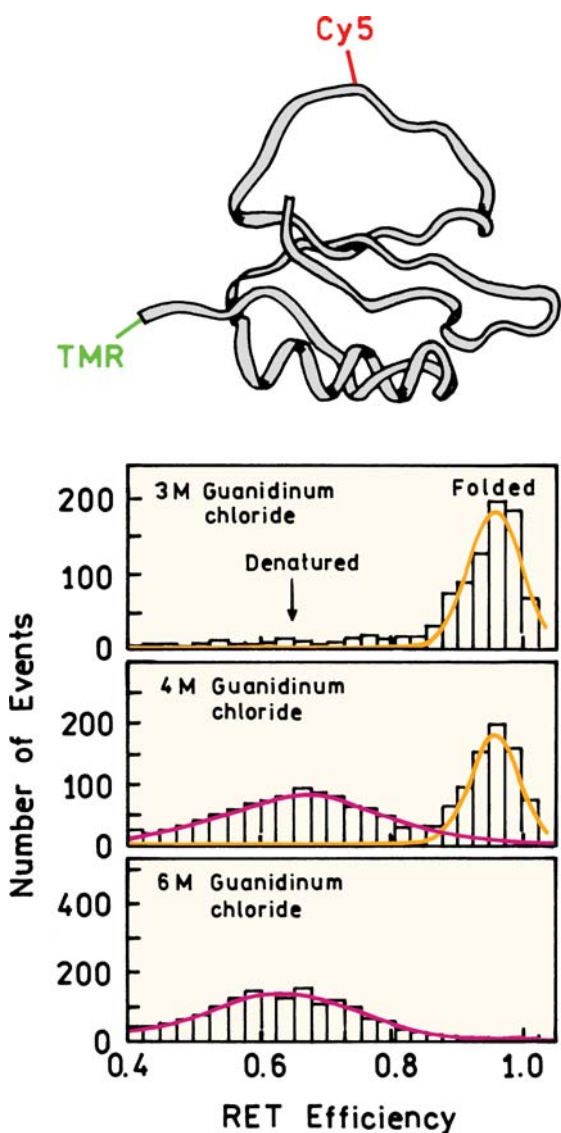 Cy5
TMR
Number of Events
3M Guanidinum
chloride
Folded
Denatured
200
100
0
4M Guanidinum
chloride
200
100
0
6M Guanidinum
chloride
400
200
0
0.4
0.6
0.8
1.0
RET Efficiency